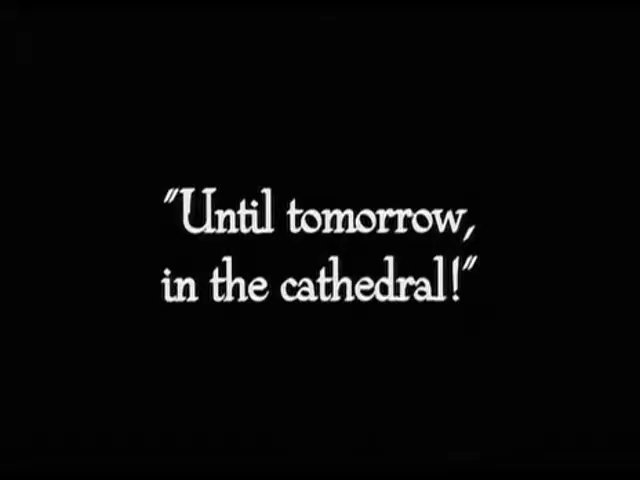 "Until tomorrow,
in the cathedral!"